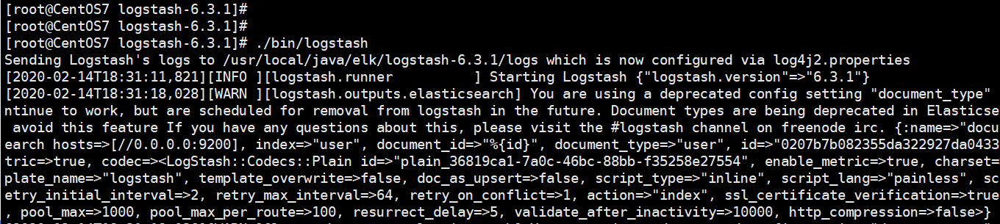 [root@CentOS7 logstash-6.3.1]#
[root@CentOS7 logstash-6.3.1]#
[root@CentOS7 logstash-6.3.1]# ./bin/logstash
Sending Logstash's logs to /usr/local/java/elk/logstash-6.3.1/logs which is now configured via log4j2.properties
[2020-02-14T18:31:11,821][INFO ][logstash.runner          ] Starting Logstash {"logstash.version"=>"6.3.1"}
[2020-02-14T18:31:18,028][WARN ][logstash.outputs.elasticsearch] You are using a deprecated config setting "document_type"
ntinue to work, but are scheduled for removal from logstash in the future. Document types are being deprecated in Elasticse
 avoid this feature If you have any questions about this, please visit the #logstash channel on freenode irc. {:name=>"docu
earch hosts=>[//0.0.0.0:9200], index=>"user", document_id=>"%{id}", document_type=>"user", id=>"0207b7b082355da322927da0433
tric=>true, codec=><LogStash::Codecs::Plain id=>"plain_36819ca1-7a0c-46bc-88bb-f35258e27554", enable_metric=>true, charset=
plate_name=>"logstash", template_overwrite=>false, doc_as_upsert=>false, script_type=>"inline", script_lang=>"painless", sc
etry_initial_interval=>2, retry_max_interval=>64, retry_on_conflict=>1, action=>"index", ssl_certificate_verification=>true
, pool_max=>1000, pool_max_per_route=>100, resurrect_delay=>5, validate_after_inactivity=>10000, http_compression=>false>}